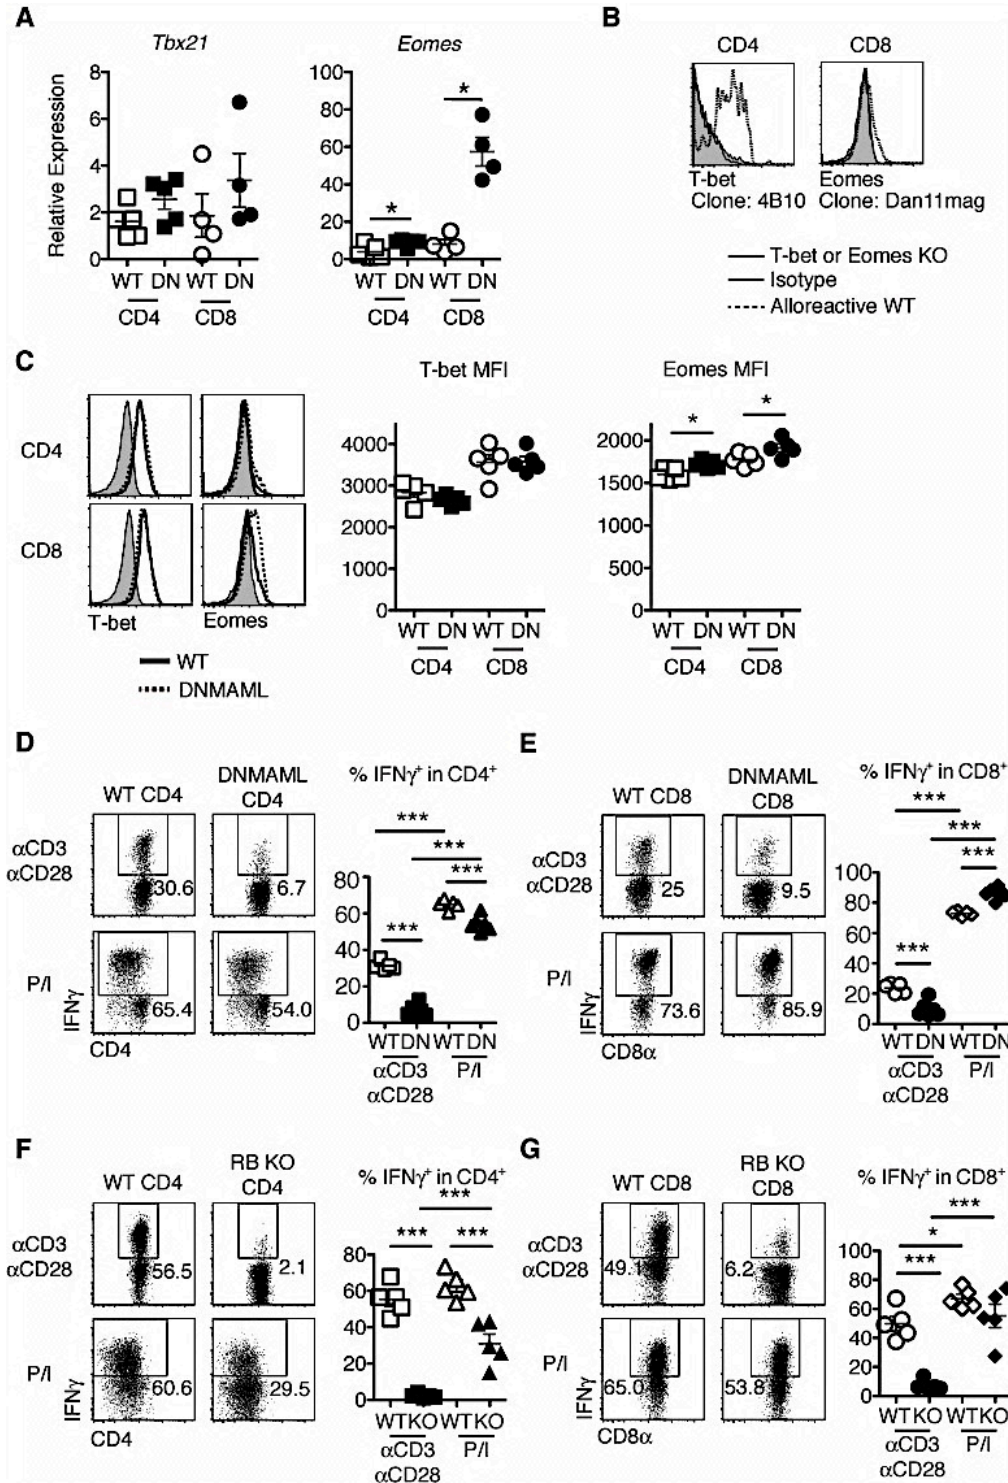 A
Tbx21
Eomes
Relative Expression
8
6
4
2
0
100
80
60
40
20
0
*
*
WT DN WT DN
CD4 CD8
WT DN WT DN
CD4 CD8
B
CD4
CD8
T-bet
Clone: 4B10
Eomes
Clone: Dan11mag
T-bet or Eomes KO
Isotype
Alloreactive WT
C
CD4
CD8
T-bet
Eomes
WT
DNMAML
T-bet MFI
4000
3000
2000
1000
0
WT DN WT DN
CD4 CD8
Eomes MFI
*
*
2000
1500
1000
500
0
WT DN WT DN
CD4 CD8
D
WT CD4
DNMAML
CD4
αCD3
αCD28
30.6
6.7
P/I
65.4
54.0
IFNγ
CD4
% IFNγ+ in CD4+
***
***
***
***
80
60
40
20
0
WT DN WT DN
αCD3
αCD28
P/I
E
WT CD8
DNMAML
CD8
αCD3
αCD28
25
9.5
P/I
73.6
85.9
IFNγ
CD8α
% IFNγ+ in CD8+
***
***
***
***
100
80
60
40
20
0
WT DN WT DN
αCD3
αCD28
P/I
F
WT CD4
RB KO
CD4
αCD3
αCD28
56.5
2.1
P/I
60.6
29.5
IFNγ
CD4
% IFNγ+ in CD4+
***
***
***
80
60
40
20
0
WT KO WT KO
αCD3
αCD28
P/I
G
WT CD8
RB KO
CD8
αCD3
αCD28
6.2
P/I
65.0
53.8
IFNγ
CD8α
% IFNγ+ in CD8+
***
*
***
100
80
60
40
20
0
WT KO WT KO
αCD3
αCD28
P/I